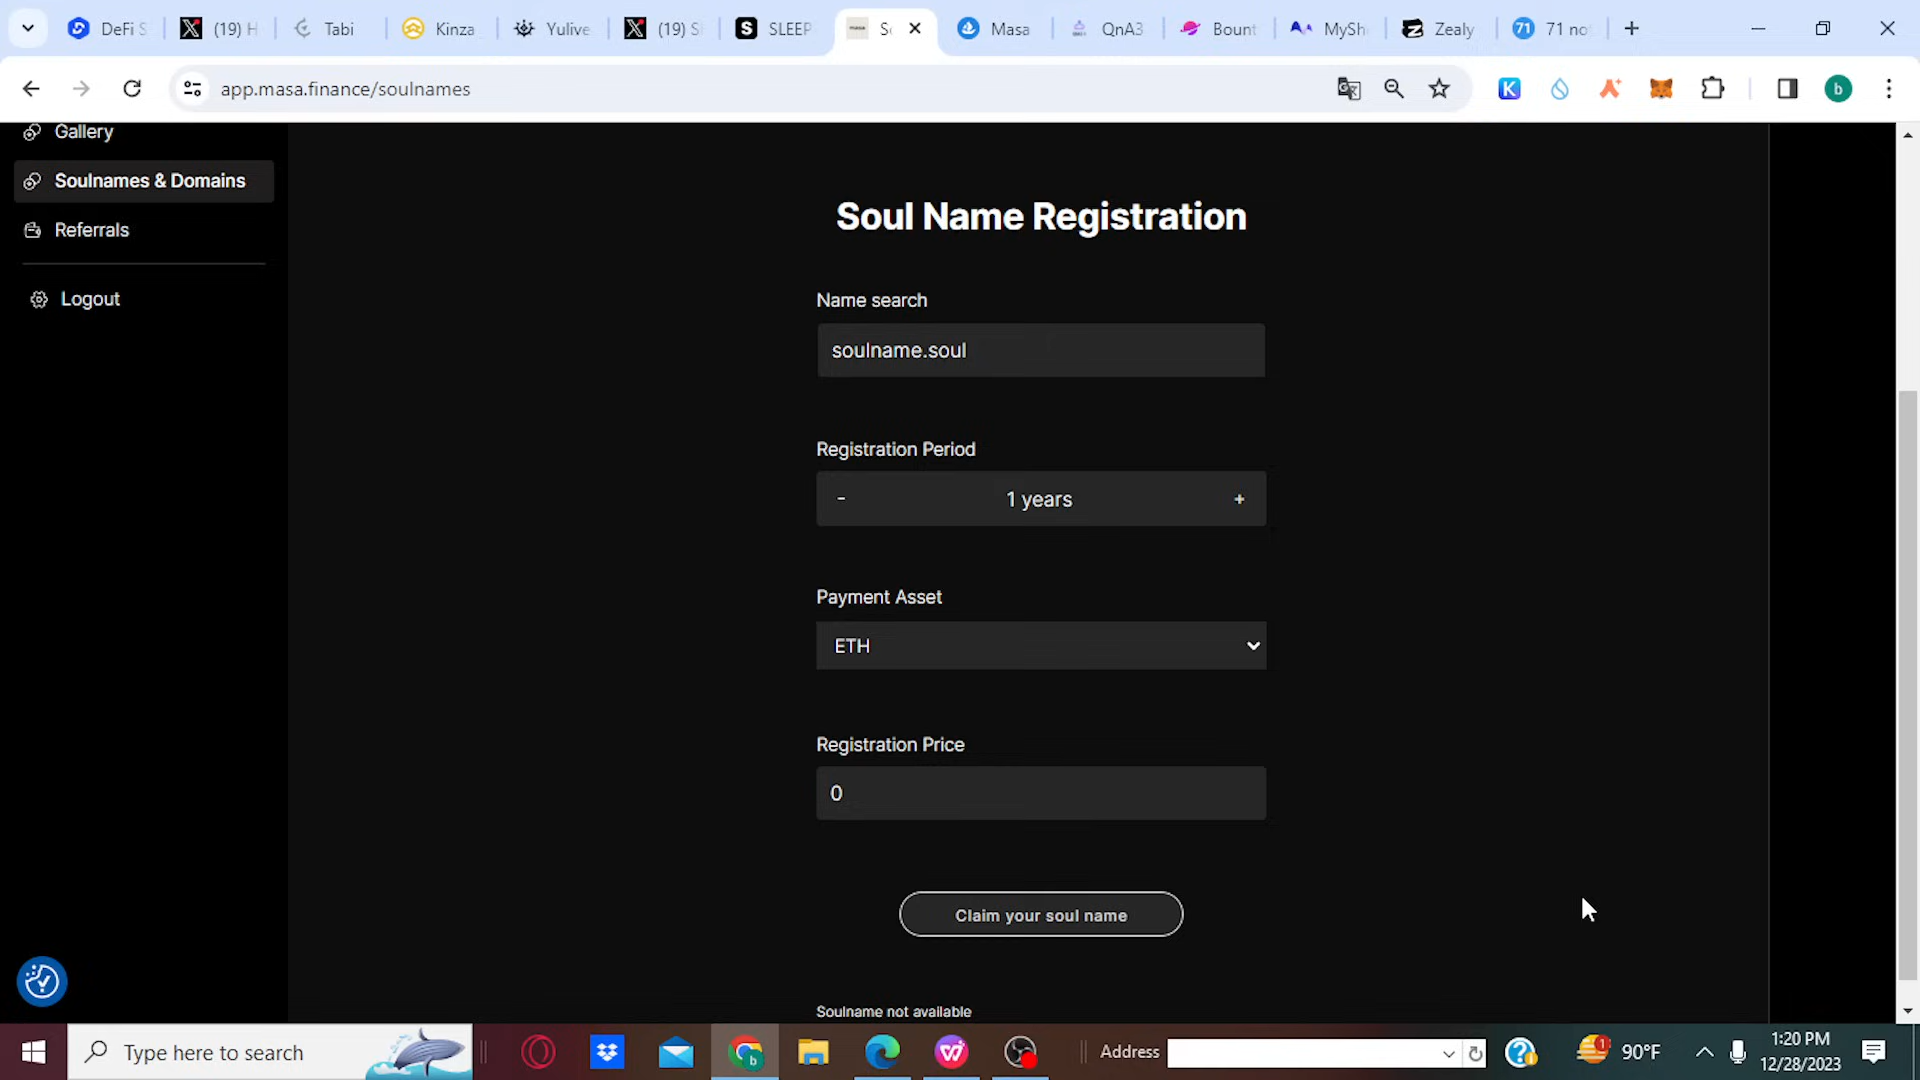 DeFi S
(19) H
Tabi
Kinza
Yulive
(19) S
SLEEP
Masa
QnA3
Bount
MySh
Zealy
71 no
app.masa.finance/soulnames
K
b
Gallery
Soulnames & Domains
Referrals
Logout
Soul Name Registration
Name search
soulname.soul
Registration Period
-
1 years
+
Payment Asset
ETH
Registration Price
0
Claim your soul name
Soulname not available
Type here to search
Address
90°F
1:20 PM
12/28/2023